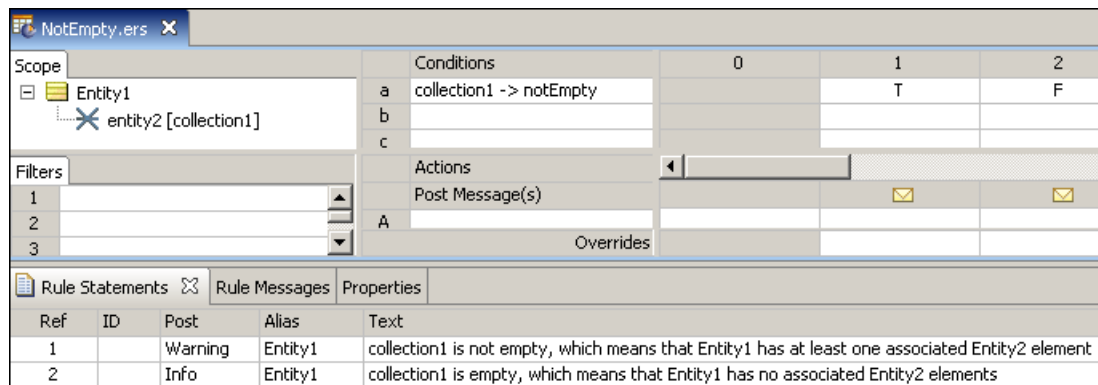 NotEmpty.ers
Scope
Entity1
entity2 [collection1]
Conditions 0 1 2
a collection1 -> notEmpty T F
b
c
Filters
1
2
3
Actions
Post Message(s)
A
Overrides
Rule Statements Rule Messages Properties
Ref ID Post Alias Text
1 Warning Entity1 collection1 is not empty, which means that Entity1 has at least one associated Entity2 element
2 Info Entity1 collection1 is empty, which means that Entity1 has no associated Entity2 elements